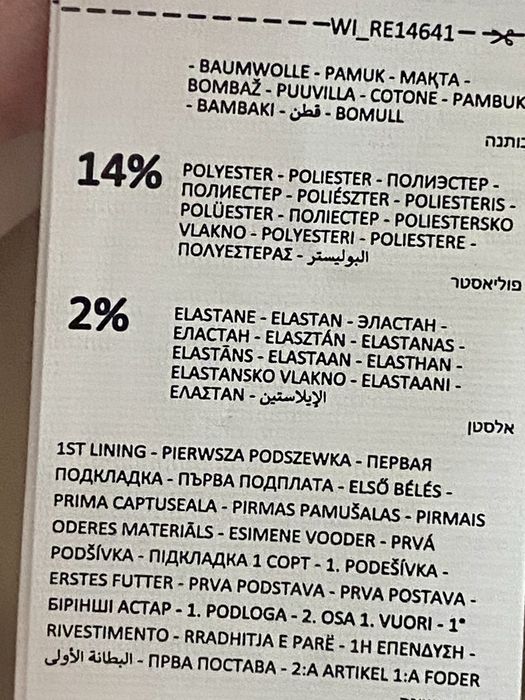 WI_RE14641
- BAUMWOLLE - PAMUK - МАҚТА -
BOMBAŽ - PUUVILLA - COTONE - PAMBUK
- BAMBAKI - قطن - BOMULL
כותנה
14% POLYESTER - POLIESTER - ПОЛИЭСТЕР -
ПОЛИЕСТЕР - POLIÉSZTER - POLIESTERIS -
POLÜESTER - ПОЛІЕСТЕР - POLIESTERSKO
VLAKNO - POLYESTERI - POLIESTERE -
ΠΟΛΥΕΣΤΕΡΑΣ - البوليستر
פוליאסטר
2% ELASTANE - ELASTAN - ЭЛАСТАН -
ЕЛАСТАН - ELASZTÁN - ELASTANAS -
ELASTĀNS - ELASTAAN - ELASTHAN -
ELASTANSKO VLAKNO - ELASTAANI -
ΕΛΑΣΤΑΝ - الإيلاستين
אלסטן
1ST LINING - PIERWSZA PODSZEWKA - ПЕРВАЯ
ПОДКЛАДКА - ПЪРВА ПОДПЛАТА - ELSŐ BÉLÉS -
PRIMA CAPTUSEALA - PIRMAS PAMUŠALAS - PIRMAIS
ODERES MATERIĀLS - ESIMENE VOODER - PRVÁ
PODŠÍVKA - ПІДКЛАДКА 1 СОРТ - 1. PODEŠÍVKA -
ERSTES FUTTER - PRVA PODSTAVA - PRVA POSTAVA -
БІРІНШІ АСТАР - 1. PODLOGA - 2. OSA 1. VUORI - 1°
RIVESTIMENTO - RRADHITJA E PARË - 1Η ΕΠΕΝΔΥΣΗ -
البطانة الأولى - ПРВА ПОСТАВА - 2:A ARTIKEL 1:A FODER